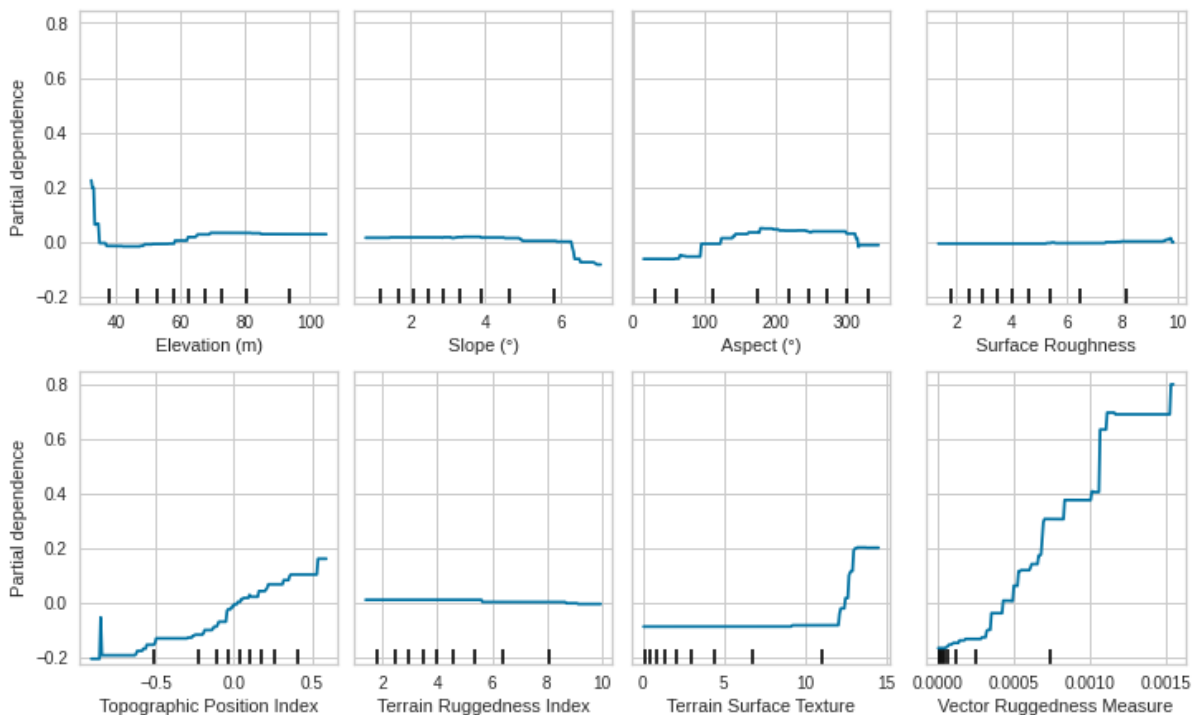 Partial dependence
0.8
0.6
0.4
0.2
0.0
−0.2
40 60 80 100
Elevation (m)
2 4 6
Slope (°)
0 100 200 300
Aspect (°)
2 4 6 8 10
Surface Roughness
Partial dependence
0.8
0.6
0.4
0.2
0.0
−0.2
−0.5 0.0 0.5
Topographic Position Index
2 4 6 8 10
Terrain Ruggedness Index
0 5 10 15
Terrain Surface Texture
0.0000 0.0005 0.0010 0.0015
Vector Ruggedness Measure